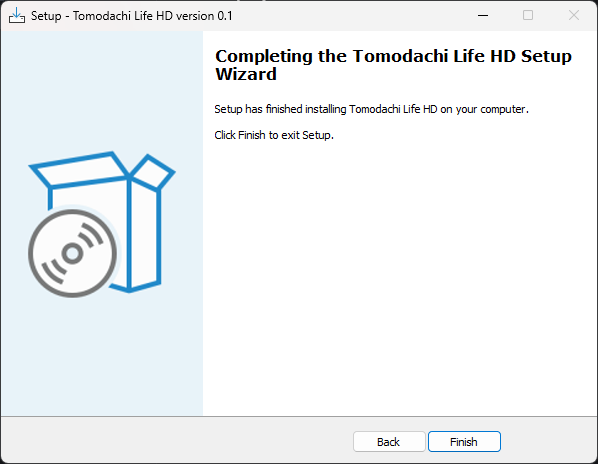 Setup - Tomodachi Life HD version 0.1
Completing the Tomodachi Life HD Setup
Wizard
Setup has finished installing Tomodachi Life HD on your computer.
Click Finish to exit Setup.
Back
Finish